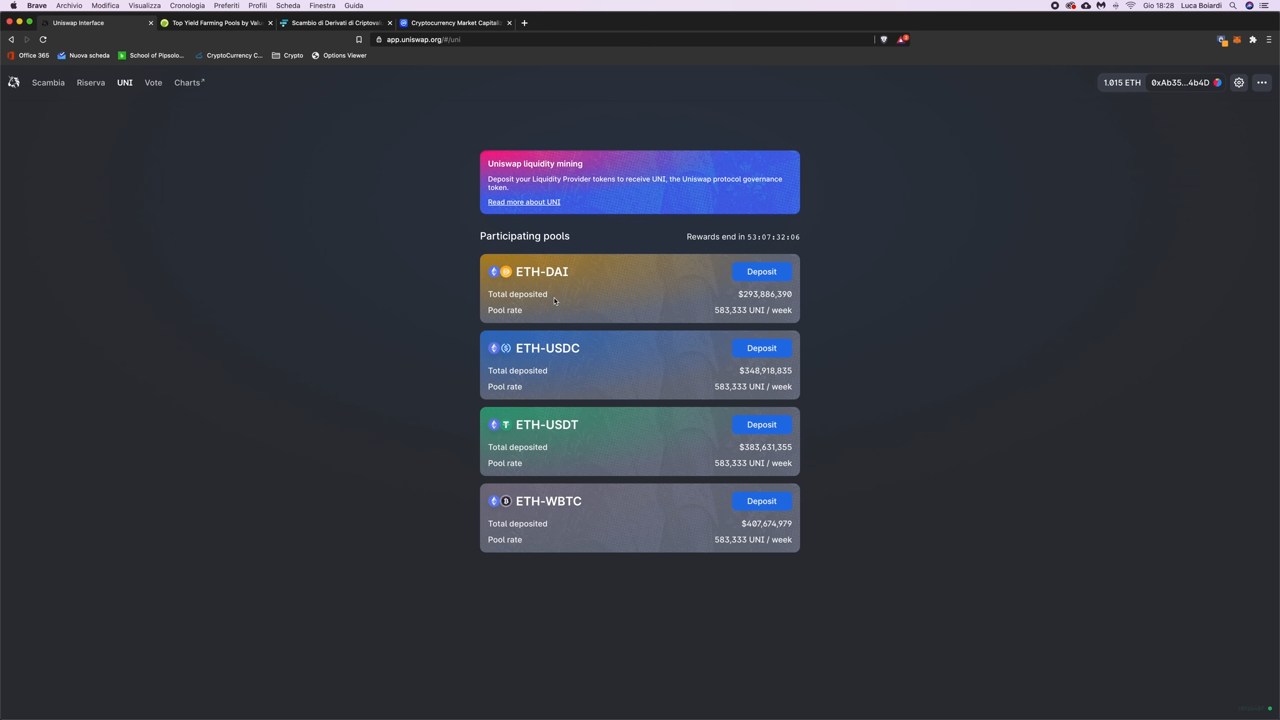 Brave Archivio Modifica Visualizza Cronologia Preferiti Profili Scheda Finestra Guida Gio 18:28 Luca Boiardi
Uniswap Interface Top Yield Farming Pools by Valu Scambio di Derivati di Criptoval Cryptocurrency Market Capitali
app.uniswap.org/#/uni
Office 365 Nuova scheda School of Pipsolo... CryptoCurrency C... Crypto Options Viewer
Scambia Riserva UNI Vote Charts 1.015 ETH 0xAb35...4b4D
Uniswap liquidity mining
Deposit your Liquidity Provider tokens to receive UNI, the Uniswap protocol governance
token.
Read more about UNI
Participating pools Rewards end in 53:07:32:06
ETH-DAI Deposit
Total deposited $293,886,390
Pool rate 583,333 UNI / week
ETH-USDC Deposit
Total deposited $348,918,835
Pool rate 583,333 UNI / week
ETH-USDT Deposit
Total deposited $383,631,355
Pool rate 583,333 UNI / week
ETH-WBTC Deposit
Total deposited $407,674,979
Pool rate 583,333 UNI / week